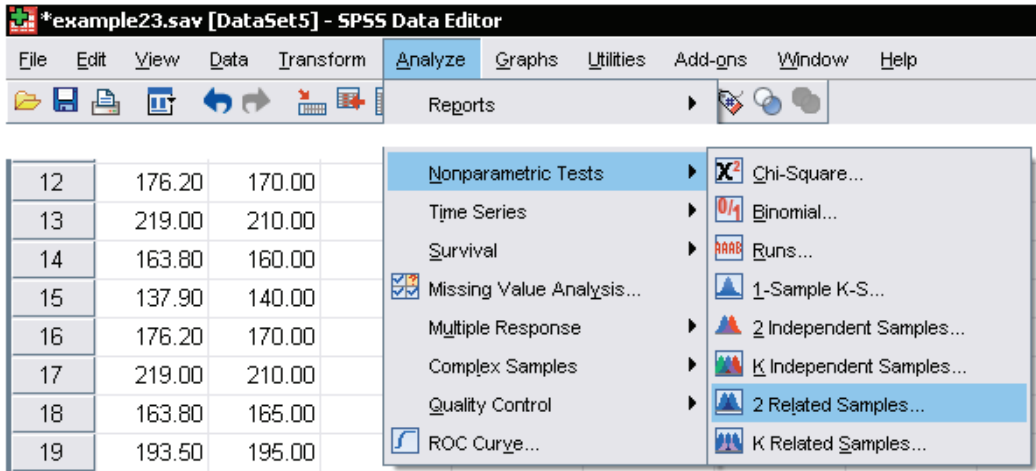 *example23.sav [DataSet5] - SPSS Data Editor
File Edit View Data Transform Analyze Graphs Utilities Add-ons Window Help
Reports
12 176.20 170.00
13 219.00 210.00
14 163.80 160.00
15 137.90 140.00
16 176.20 170.00
17 219.00 210.00
18 163.80 165.00
19 193.50 195.00
Nonparametric Tests
Time Series
Survival
Missing Value Analysis...
Multiple Response
Complex Samples
Quality Control
ROC Curve...
X² Chi-Square...
0/1 Binomial...
AAAB Runs...
1-Sample K-S...
2 Independent Samples...
K Independent Samples...
2 Related Samples...
K Related Samples...